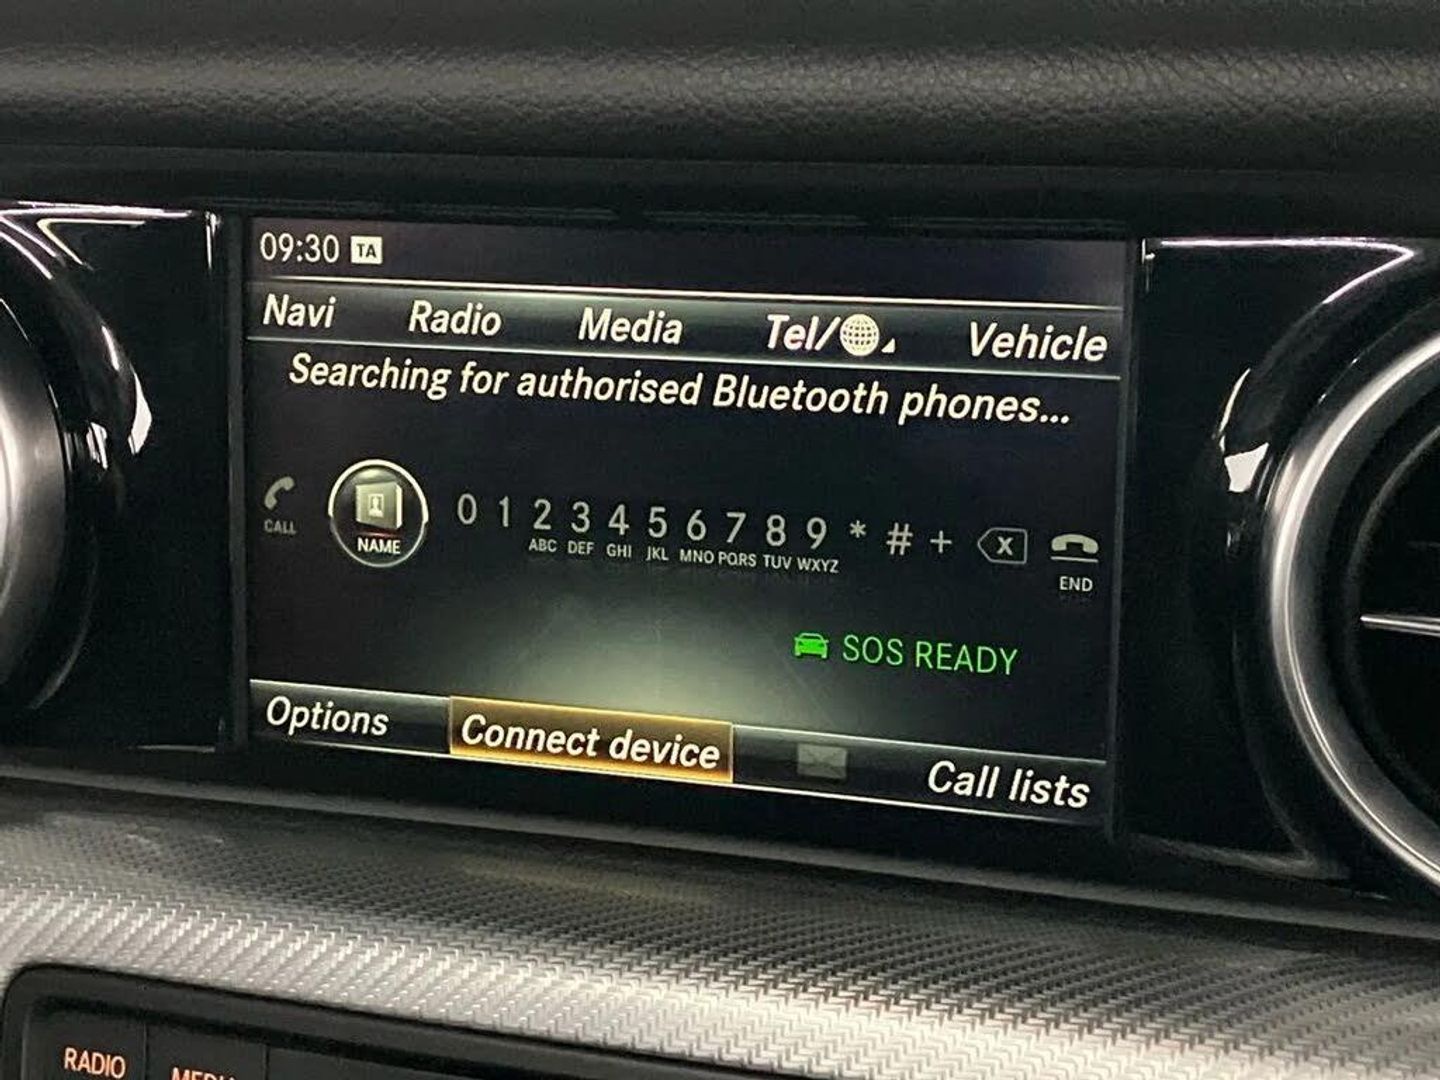 09:30 TA
Navi Radio Media Tel/ Vehicle
Searching for authorised Bluetooth phones...
0 1 2 3 4 5 6 7 8 9 * # + X
CALL NAME ABC DEF GHI JKL MNO PQRS TUV WXYZ END
SOS READY
Options Connect device Call lists
RADIO